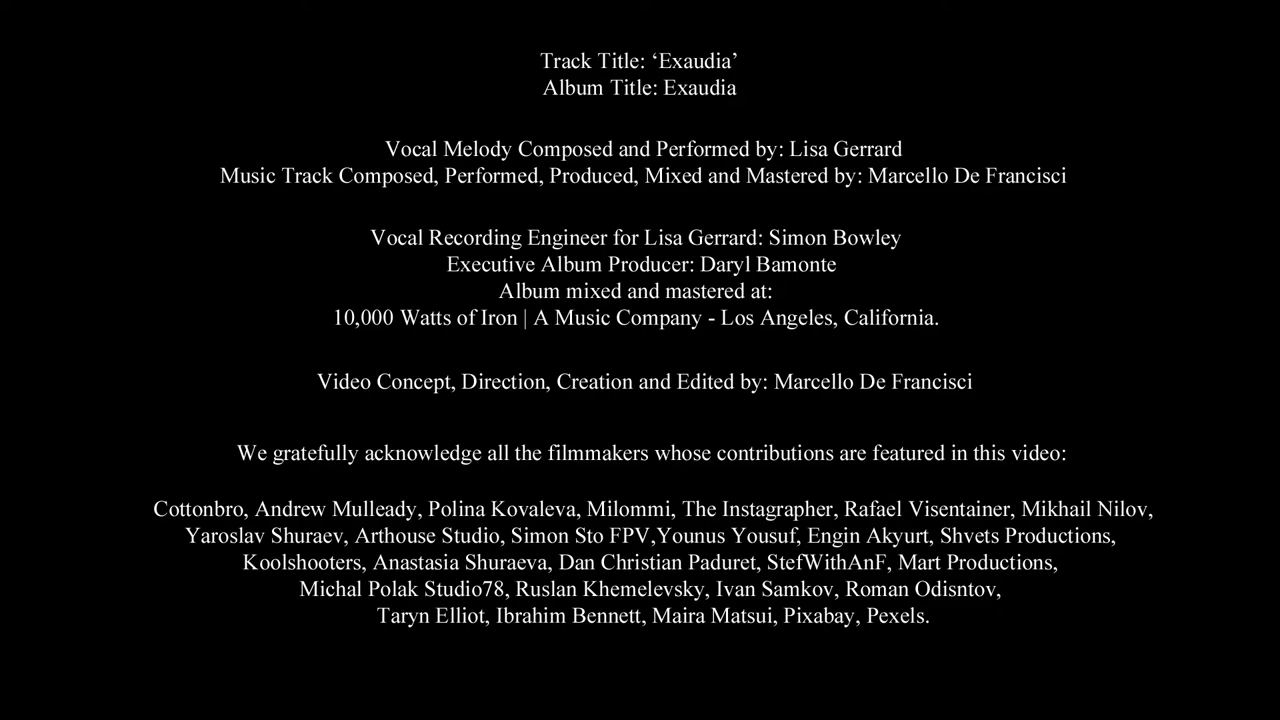 Track Title: ‘Exaudia’
Album Title: Exaudia
Vocal Melody Composed and Performed by: Lisa Gerrard
Music Track Composed, Performed, Produced, Mixed and Mastered by: Marcello De Francisci
Vocal Recording Engineer for Lisa Gerrard: Simon Bowley
Executive Album Producer: Daryl Bamonte
Album mixed and mastered at:
10,000 Watts of Iron | A Music Company - Los Angeles, California.
Video Concept, Direction, Creation and Edited by: Marcello De Francisci
We gratefully acknowledge all the filmmakers whose contributions are featured in this video:
Cottonbro, Andrew Mulleady, Polina Kovaleva, Milommi, The Instagrapher, Rafael Visentainer, Mikhail Nilov,
Yaroslav Shuraev, Arthouse Studio, Simon Sto FPV,Younus Yousuf, Engin Akyurt, Shvets Productions,
Koolshooters, Anastasia Shuraeva, Dan Christian Paduret, StefWithAnF, Mart Productions,
Michal Polak Studio78, Ruslan Khemelevsky, Ivan Samkov, Roman Odisntov,
Taryn Elliot, Ibrahim Bennett, Maira Matsui, Pixabay, Pexels.